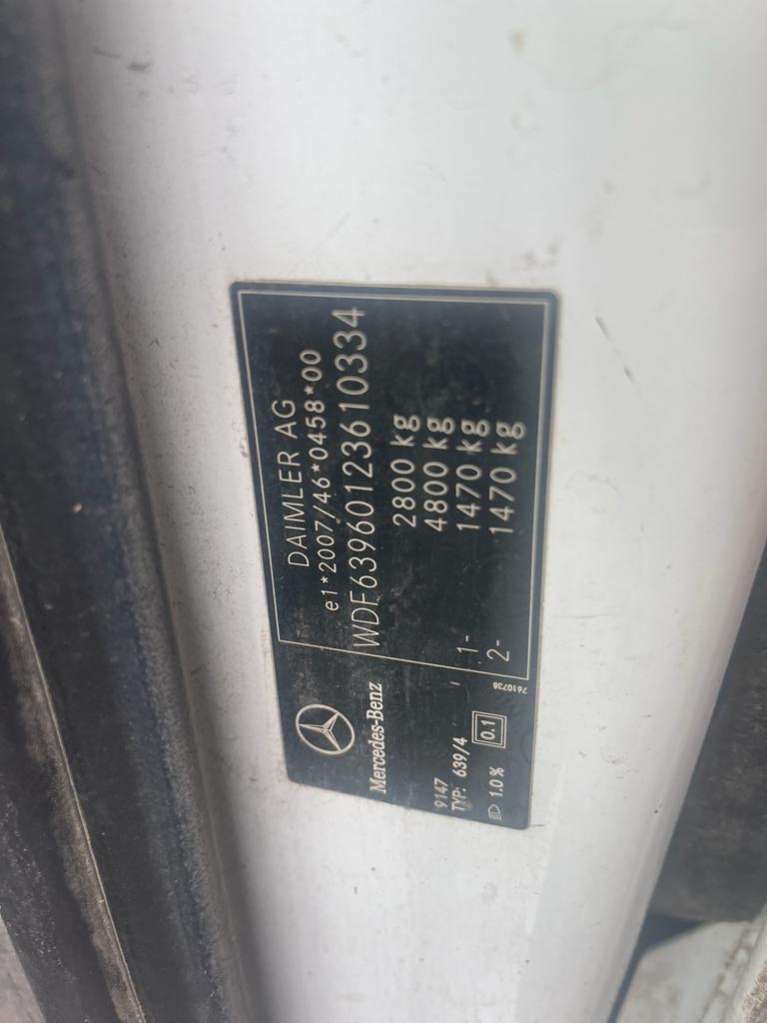 DAIMLER AG
e1*2007/46*0458*00
WDF63960123610334
2800 kg
4800 kg
1- 1470 kg
2- 1470 kg
Mercedes-Benz
9147
TYP: 639/4
0.1
1.0 %
7610738